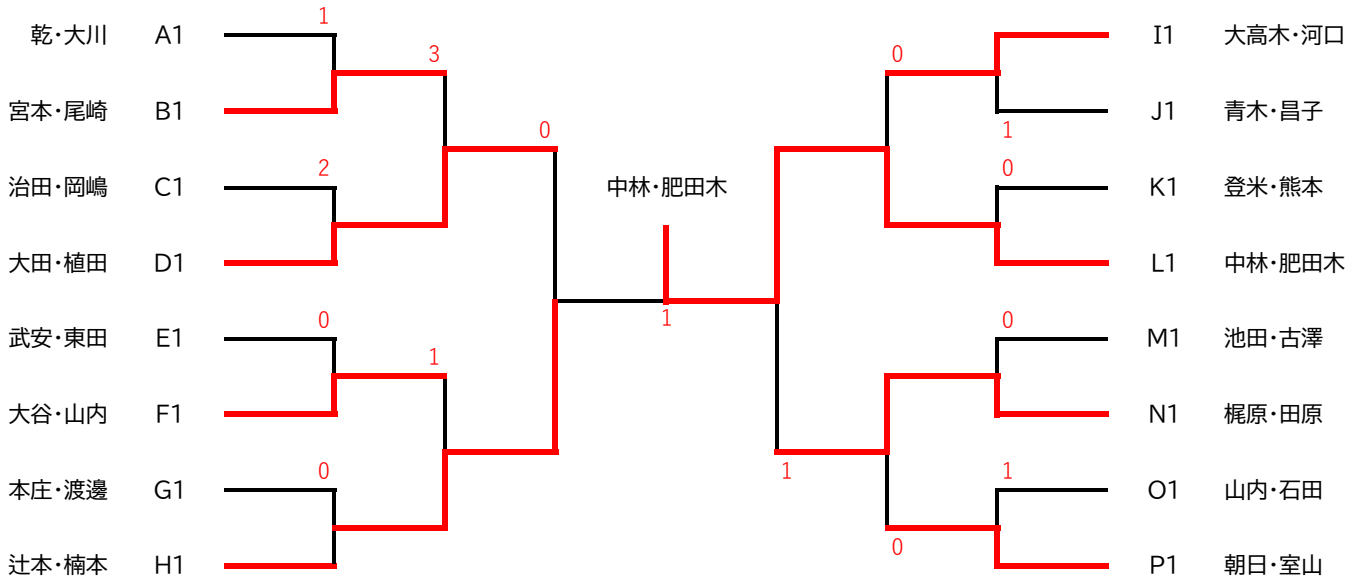 1
乾・大川 A1
3
宮本・尾崎 B1
0
2
治田・岡嶋 C1
大田・植田 D1
0
武安・東田 E1
1
大谷・山内 F1
0
本庄・渡邊 G1
辻本・楠本 H1
中林・肥田木
1
I1 大高木・河口
0
J1 青木・昌子
1
0
K1 登米・熊本
L1 中林・肥田木
0
M1 池田・古澤
N1 梶原・田原
1
1
O1 山内・石田
0
P1 朝日・室山